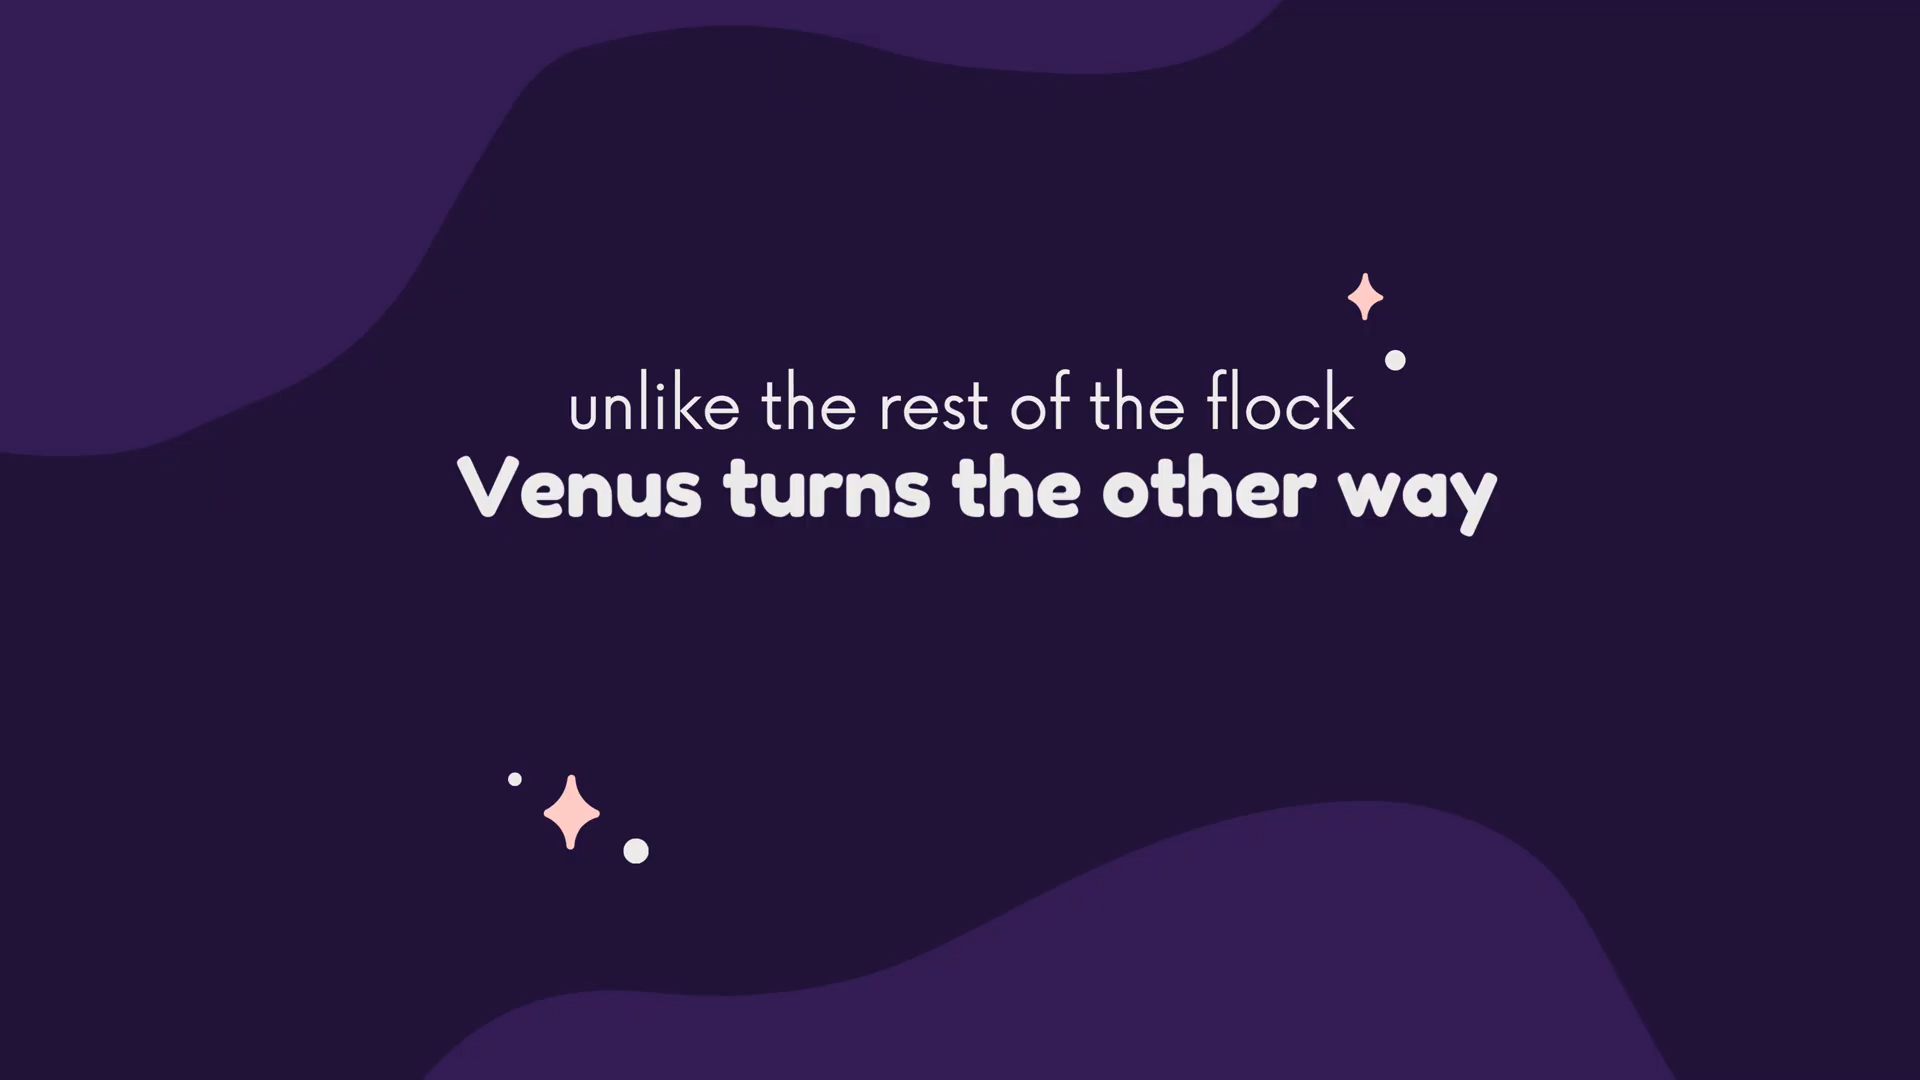 unlike the rest of the flock
Venus turns the other way